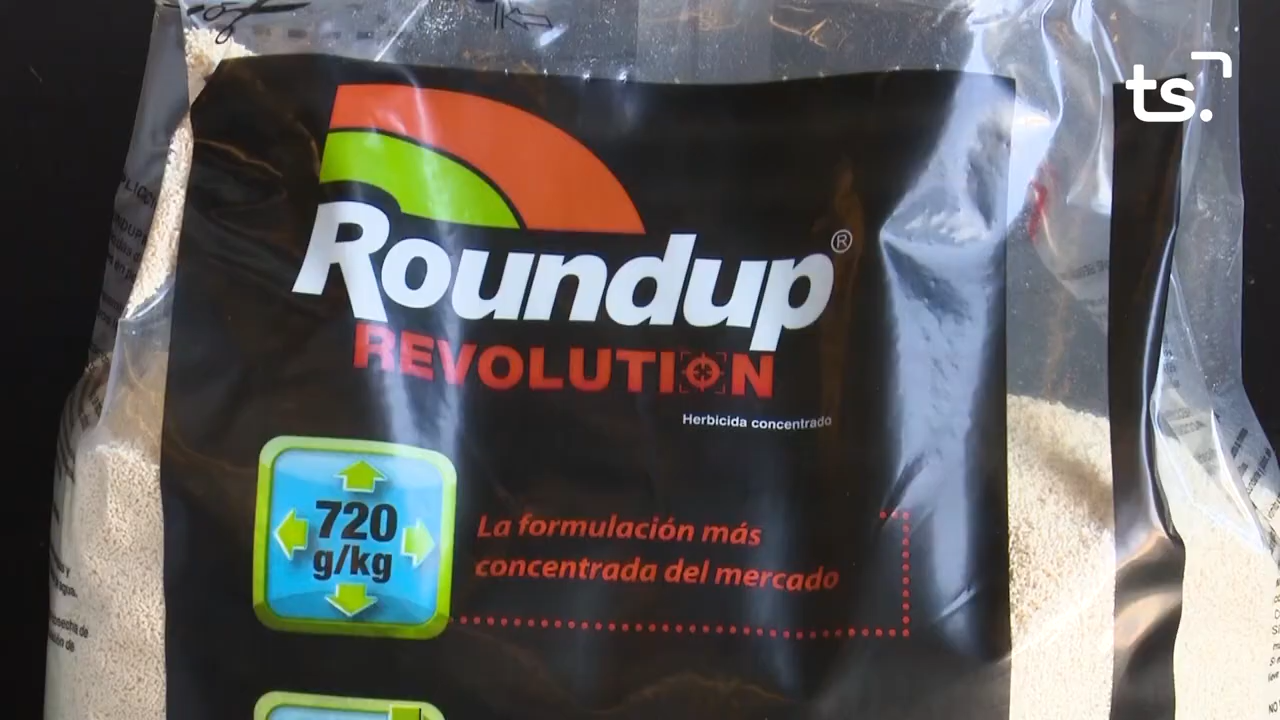 ts.
Roundup®
REVOLUTION
Herbicida concentrado
720
g/kg
La formulación más
concentrada del mercado